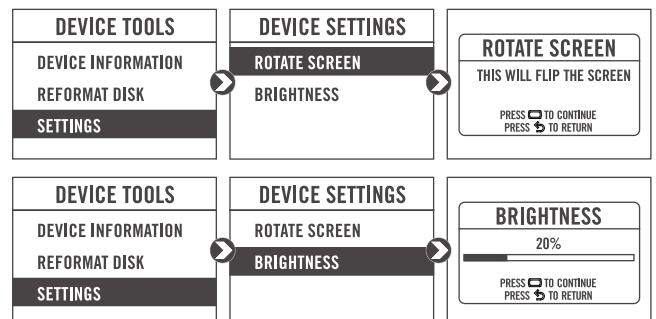 DEVICE TOOLS
DEVICE INFORMATION
REFORMAT DISK
SETTINGS
DEVICE SETTINGS
ROTATE SCREEN
BRIGHTNESS
ROTATE SCREEN
THIS WILL FLIP THE SCREEN
PRESS TO CONTINUE
PRESS TO RETURN
DEVICE TOOLS
DEVICE INFORMATION
REFORMAT DISK
SETTINGS
DEVICE SETTINGS
ROTATE SCREEN
BRIGHTNESS
BRIGHTNESS
20%
PRESS TO CONTINUE
PRESS TO RETURN